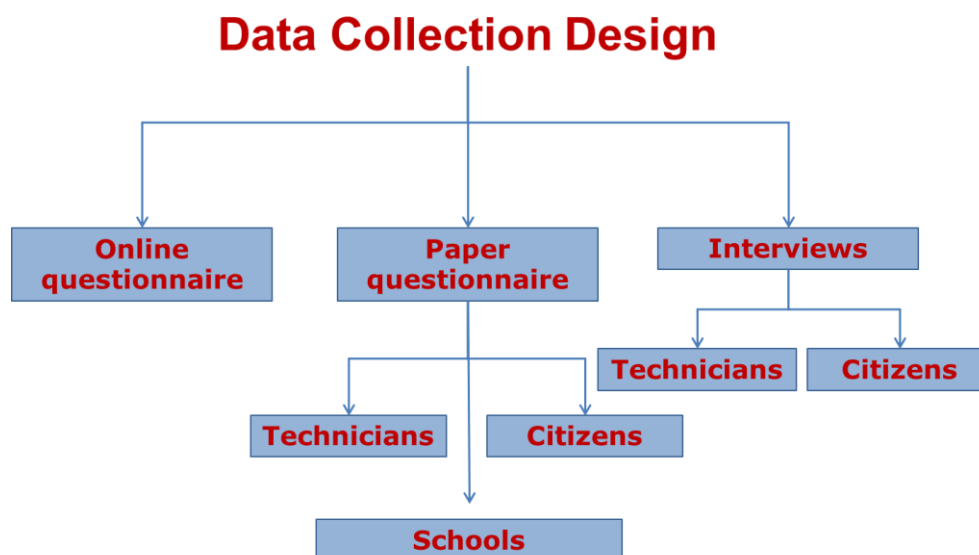 Data Collection Design
Online
questionnaire
Paper
questionnaire
Interviews
Technicians
Citizens
Technicians
Citizens
Schools